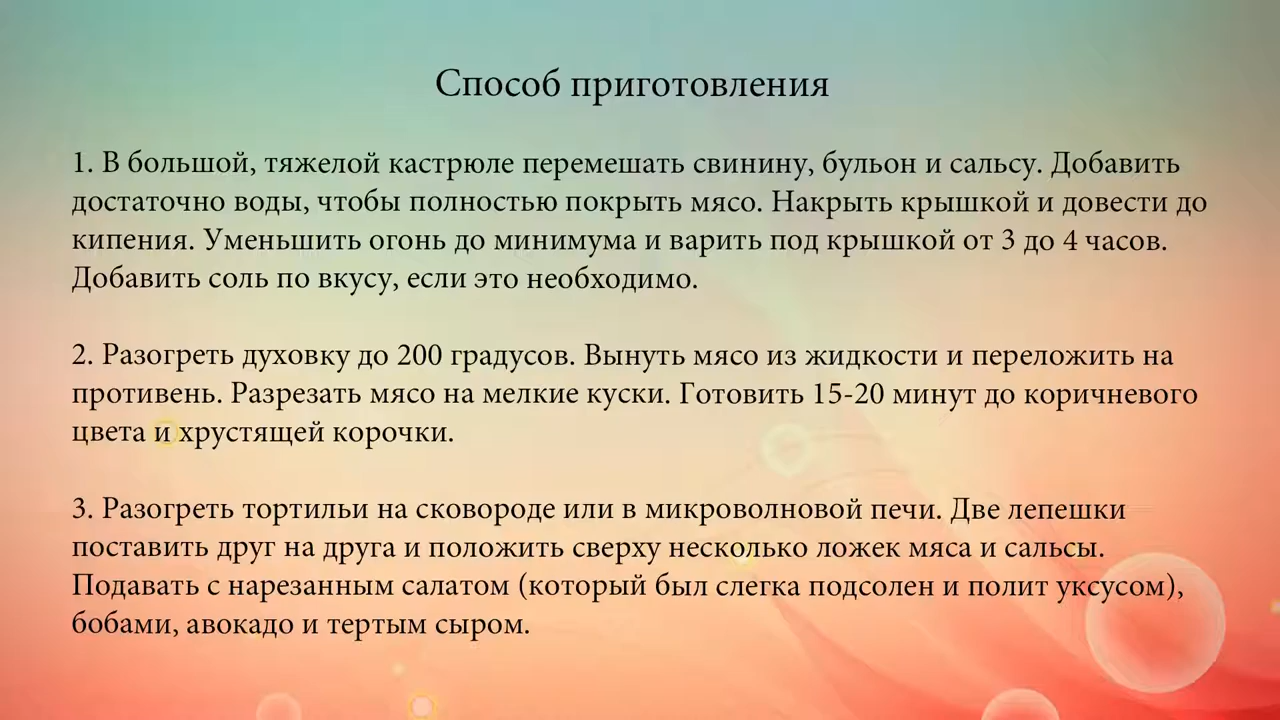 Способ приготовления
1. В большой, тяжелой кастрюле перемешать свинину, бульон и сальсу. Добавить
достаточно воды, чтобы полностью покрыть мясо. Накрыть крышкой и довести до
кипения. Уменьшить огонь до минимума и варить под крышкой от 3 до 4 часов.
Добавить соль по вкусу, если это необходимо.
2. Разогреть духовку до 200 градусов. Вынуть мясо из жидкости и переложить на
противень. Разрезать мясо на мелкие куски. Готовить 15-20 минут до коричневого
цвета и хрустящей корочки.
3. Разогреть тортильи на сковороде или в микроволновой печи. Две лепешки
поставить друг на друга и положить сверху несколько ложек мяса и сальсы.
Подавать с нарезанным салатом (который был слегка подсолен и полит уксусом),
бобами, авокадо и тертым сыром.